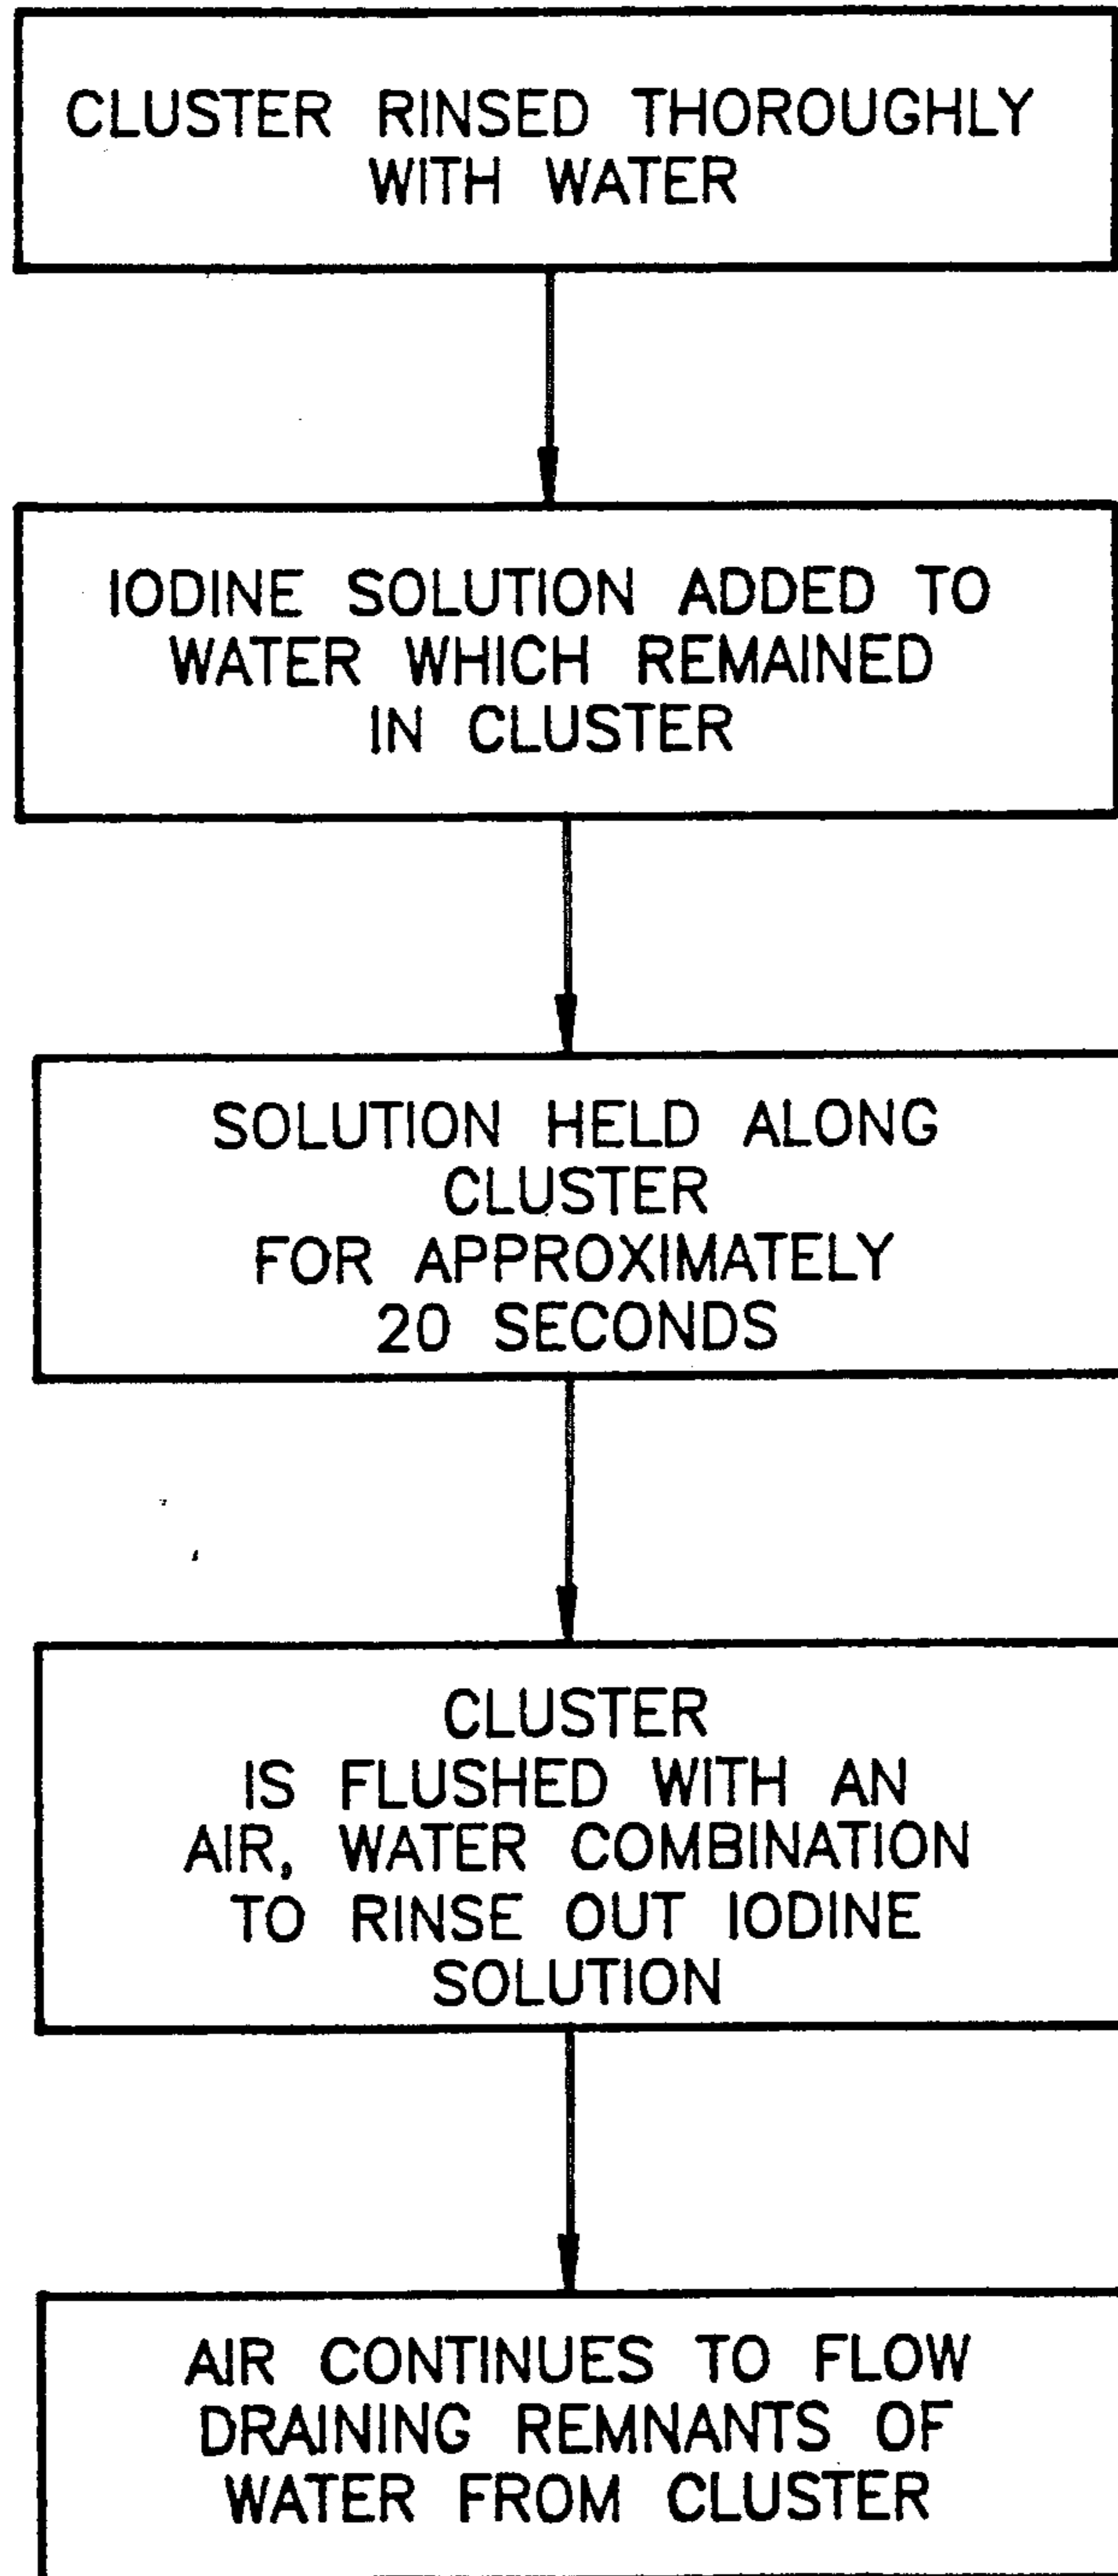 CLUSTER RINSED THOROUGHLY
WITH WATER
IODINE SOLUTION ADDED TO
WATER WHICH REMAINED
IN CLUSTER
SOLUTION HELD ALONG
CLUSTER
FOR APPROXIMATELY
20 SECONDS
CLUSTER
IS FLUSHED WITH AN
AIR, WATER COMBINATION
TO RINSE OUT IODINE
SOLUTION
AIR CONTINUES TO FLOW
DRAINING REMNANTS OF
WATER FROM CLUSTER